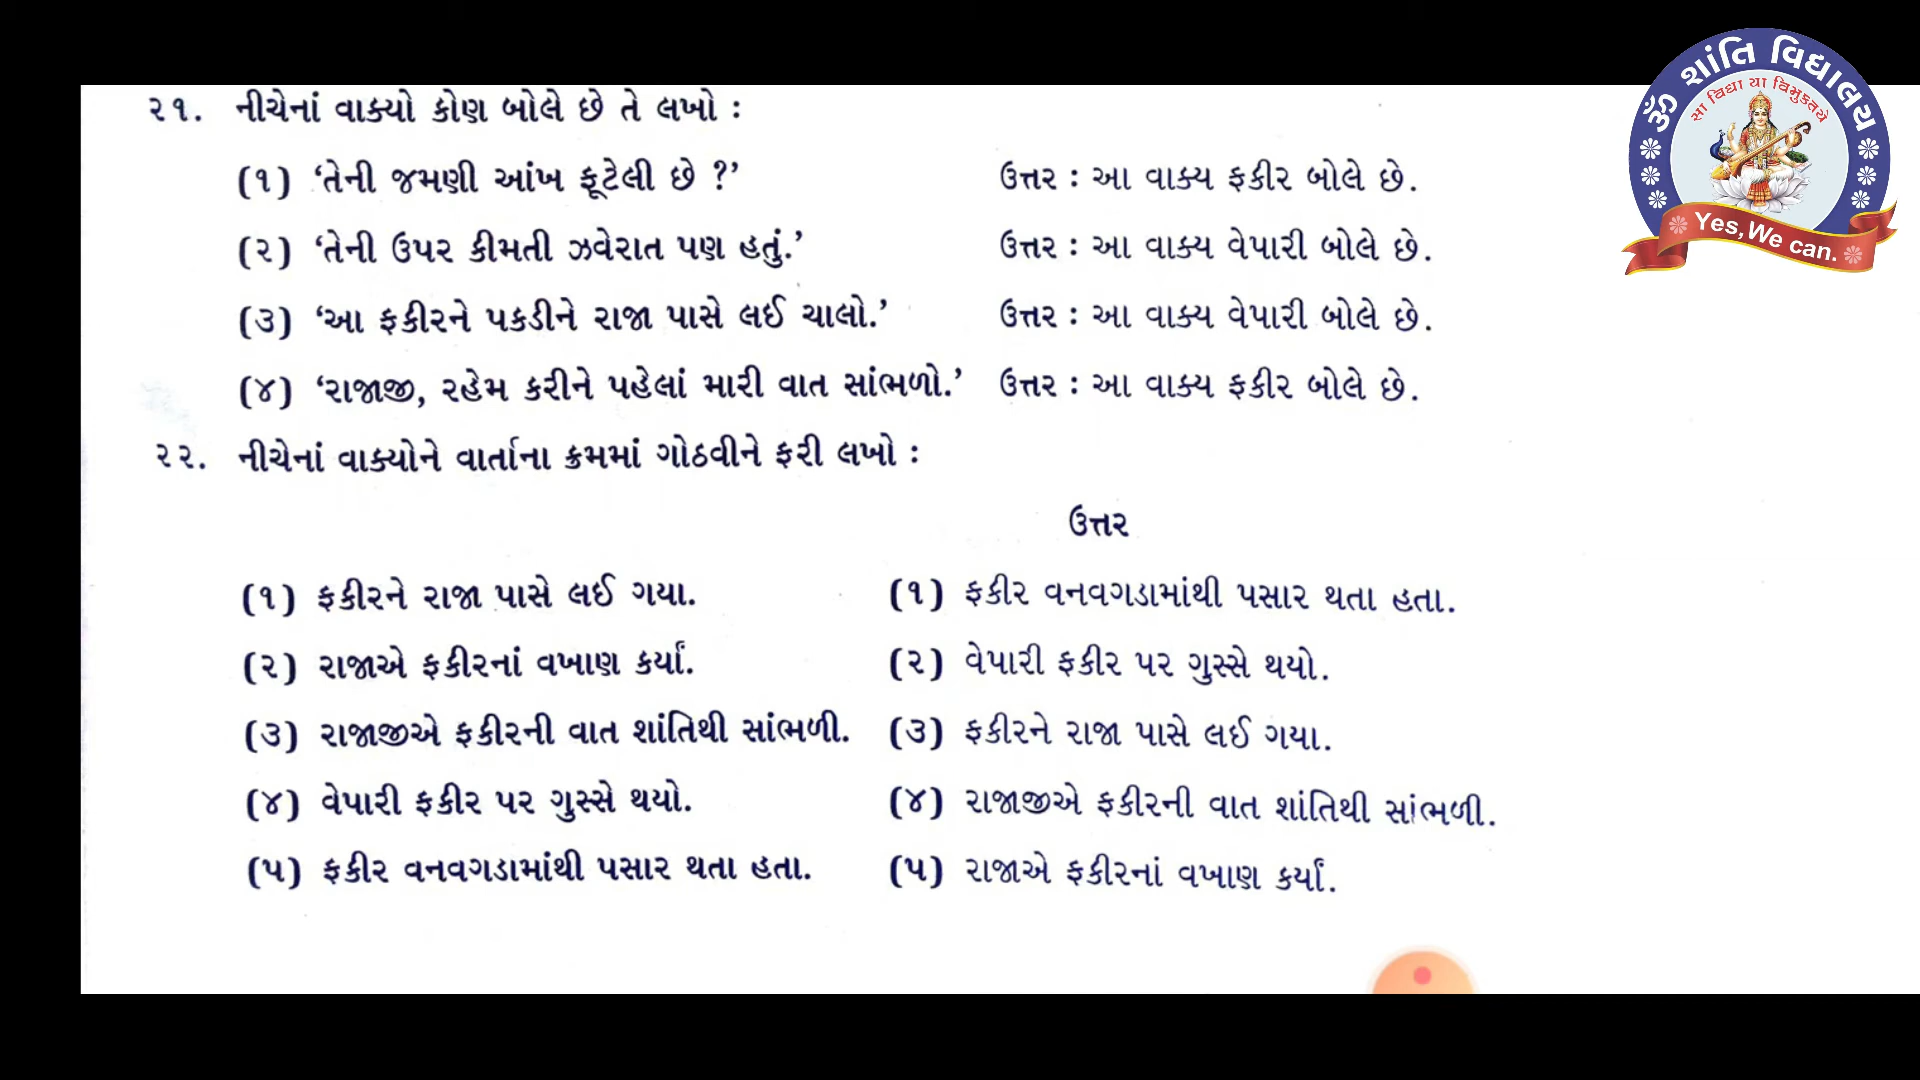 ૐ શાંતિ વિદ્યાલય
સા વિદ્યા યા વિમુક્તયે
Yes, We can.
૨૧. નીચેનાં વાક્યો કોણ બોલે છે તે લખો :
(૧) ‘તેની જમણી આંખ ફૂટેલી છે ?’ ઉત્તર : આ વાક્ય ફકીર બોલે છે.
(૨) ‘તેની ઉપર કીમતી ઝવેરાત પણ હતું.’ ઉત્તર : આ વાક્ય વેપારી બોલે છે.
(૩) ‘આ ફકીરને પકડીને રાજા પાસે લઈ ચાલો.’ ઉત્તર : આ વાક્ય વેપારી બોલે છે.
(૪) ‘રાજાજી, રહેમ કરીને પહેલાં મારી વાત સાંભળો.’ ઉત્તર : આ વાક્ય ફકીર બોલે છે.
૨૨. નીચેનાં વાક્યોને વાર્તાના ક્રમમાં ગોઠવીને ફરી લખો :
ઉત્તર
(૧) ફકીરને રાજા પાસે લઈ ગયા. (૧) ફકીર વનવગડામાંથી પસાર થતા હતા.
(૨) રાજાએ ફકીરનાં વખાણ કર્યાં. (૨) વેપારી ફકીર પર ગુસ્સે થયો.
(૩) રાજાજીએ ફકીરની વાત શાંતિથી સાંભળી. (૩) ફકીરને રાજા પાસે લઈ ગયા.
(૪) વેપારી ફકીર પર ગુસ્સે થયો. (૪) રાજાજીએ ફકીરની વાત શાંતિથી સાંભળી.
(૫) ફકીર વનવગડામાંથી પસાર થતા હતા. (૫) રાજાએ ફકીરનાં વખાણ કર્યાં.